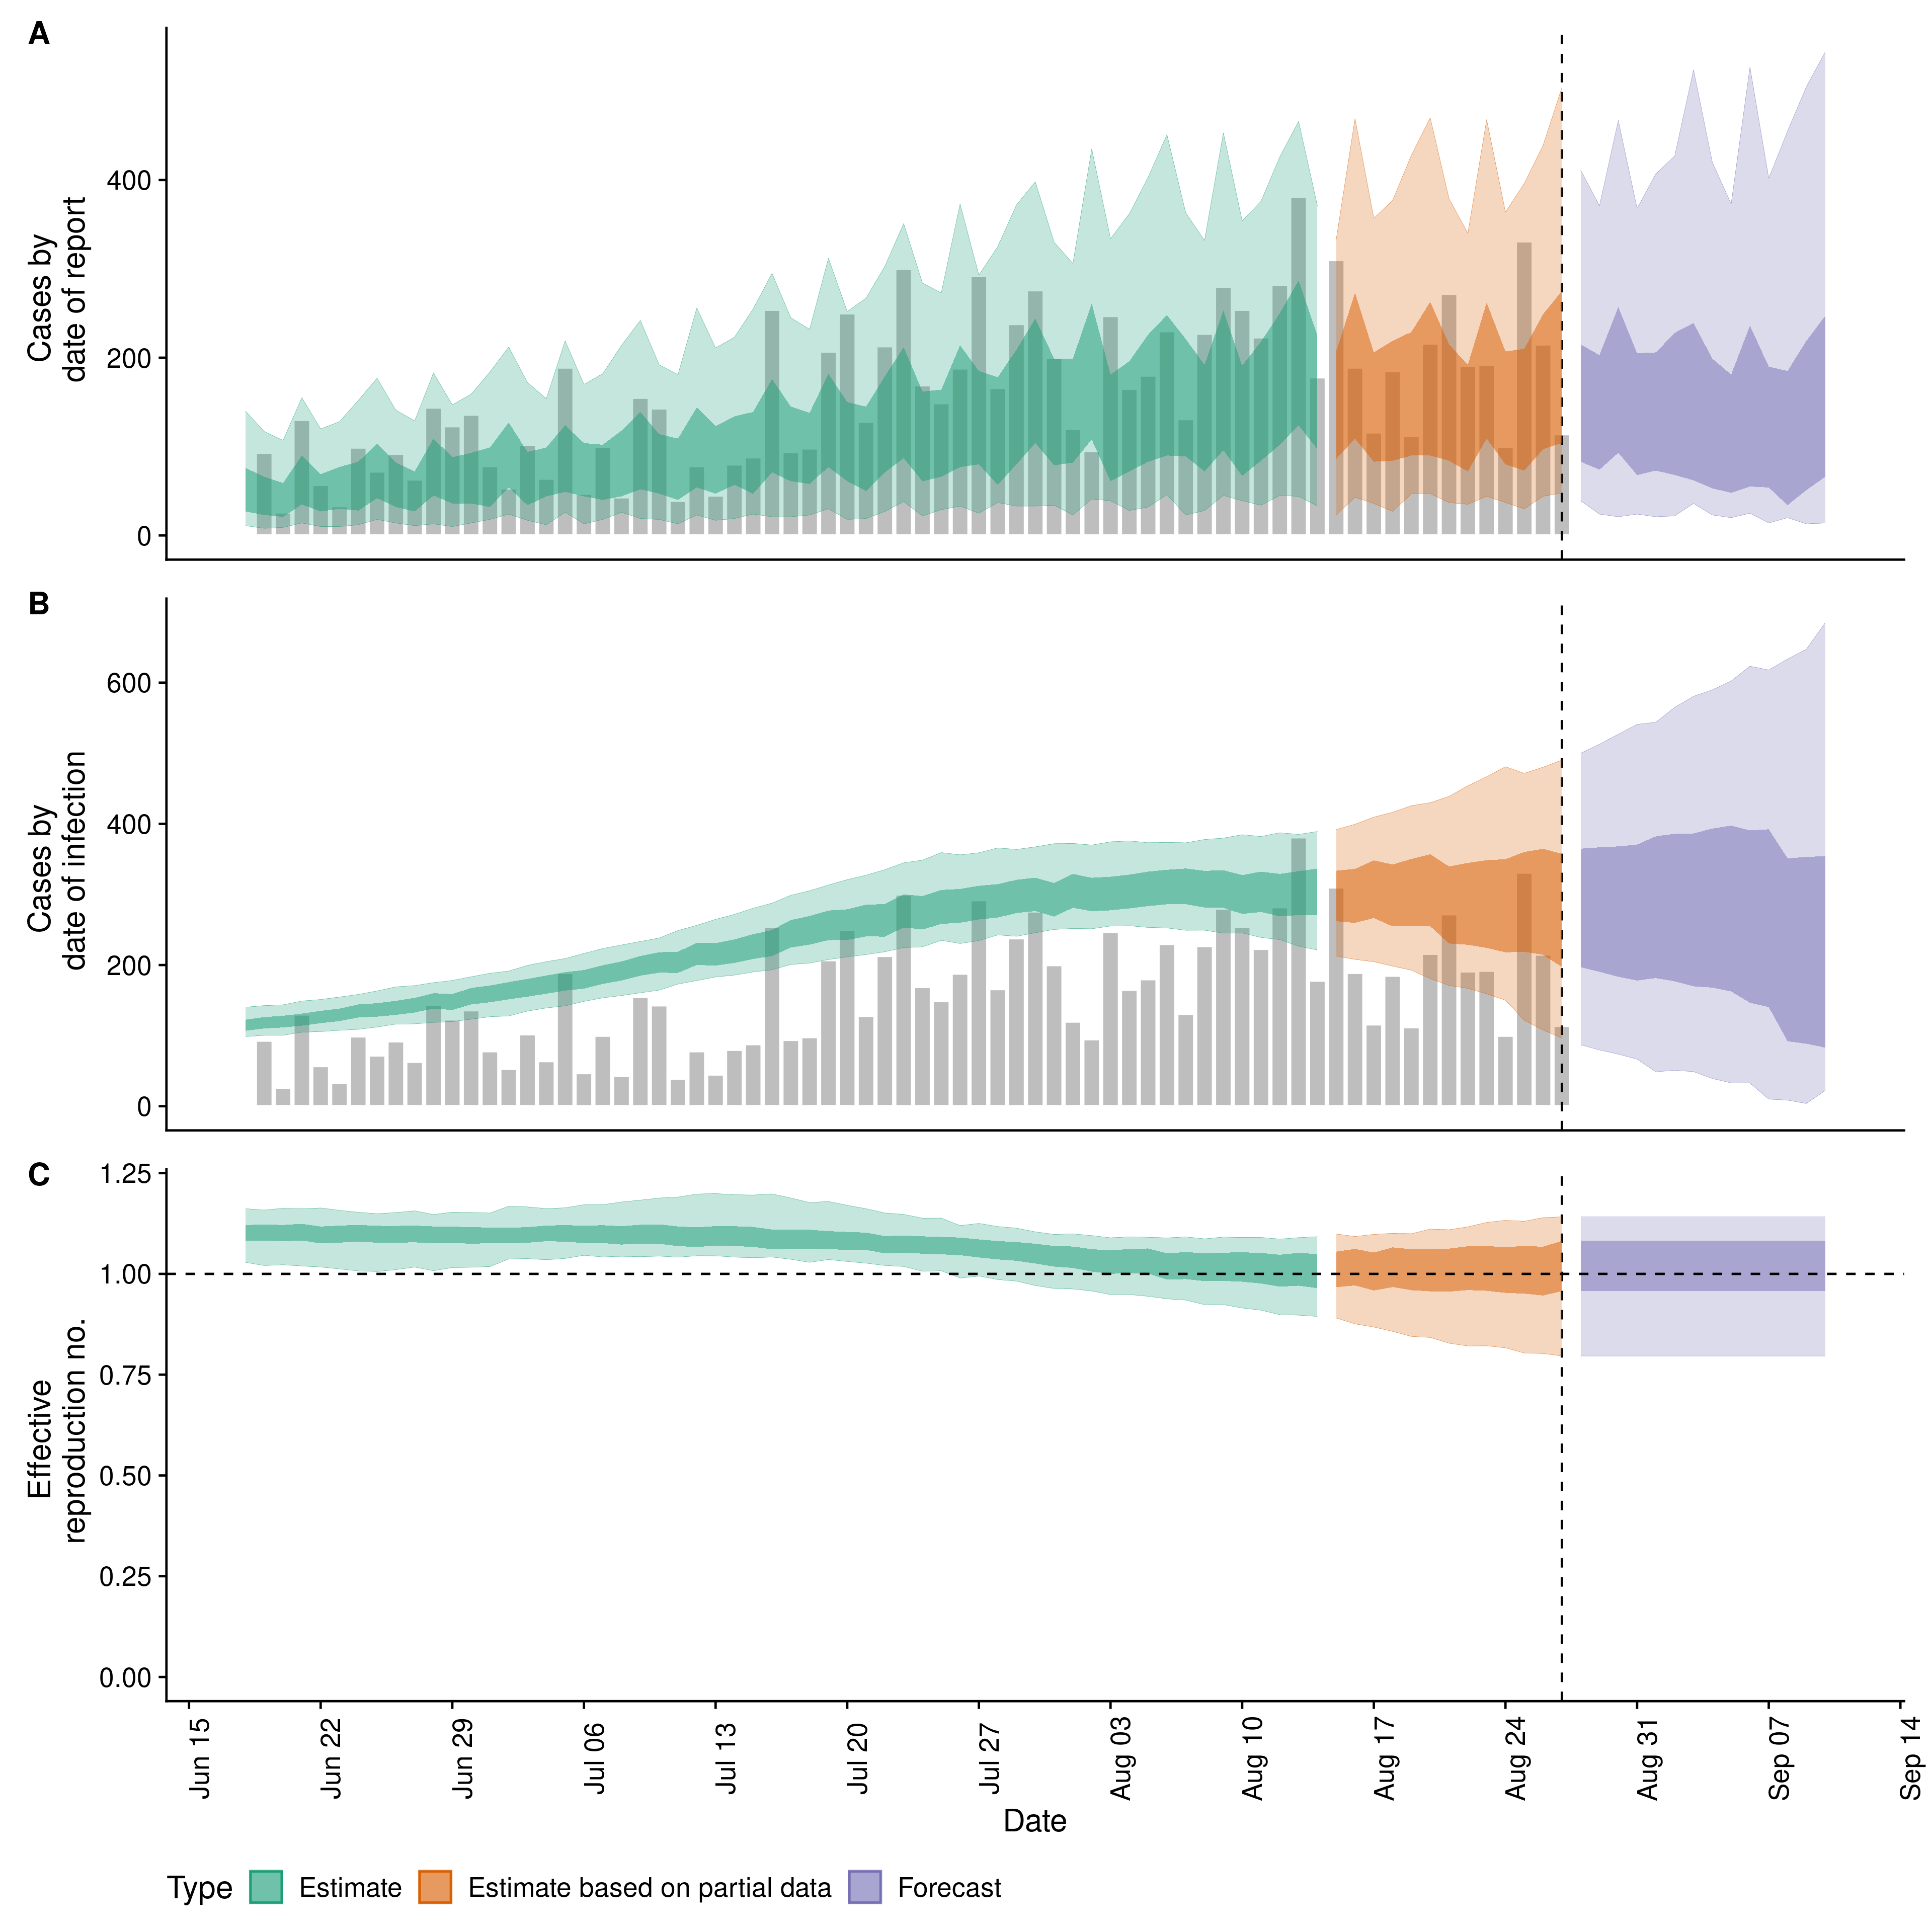 A
Cases by
date of report
400
200
0
B
Cases by
date of infection
600
400
200
0
C
Effective
reproduction no.
1.25
1.00
0.75
0.50
0.25
0.00
Jun 15
Jun 22
Jun 29
Jul 06
Jul 13
Jul 20
Jul 27
Aug 03
Aug 10
Aug 17
Aug 24
Aug 31
Sep 07
Sep 14
Date
Type Estimate Estimate based on partial data Forecast